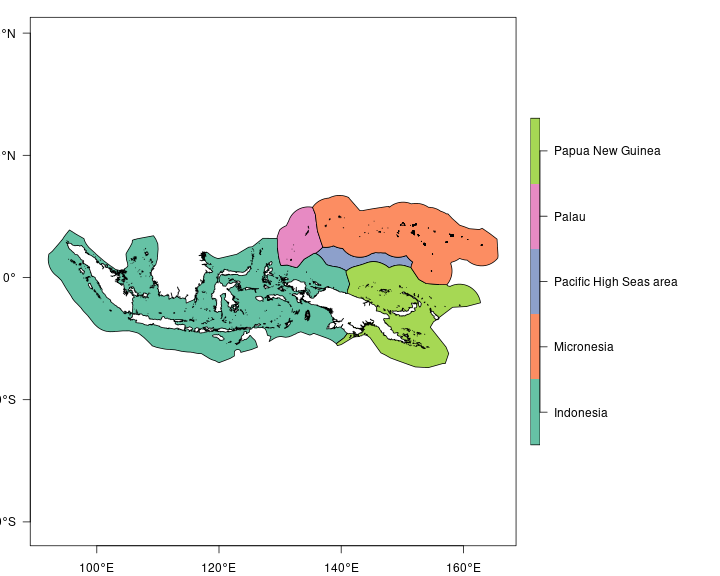 °N
°N
0°
°S
°S
100°E
120°E
140°E
160°E
Papua New Guinea
Palau
Pacific High Seas area
Micronesia
Indonesia